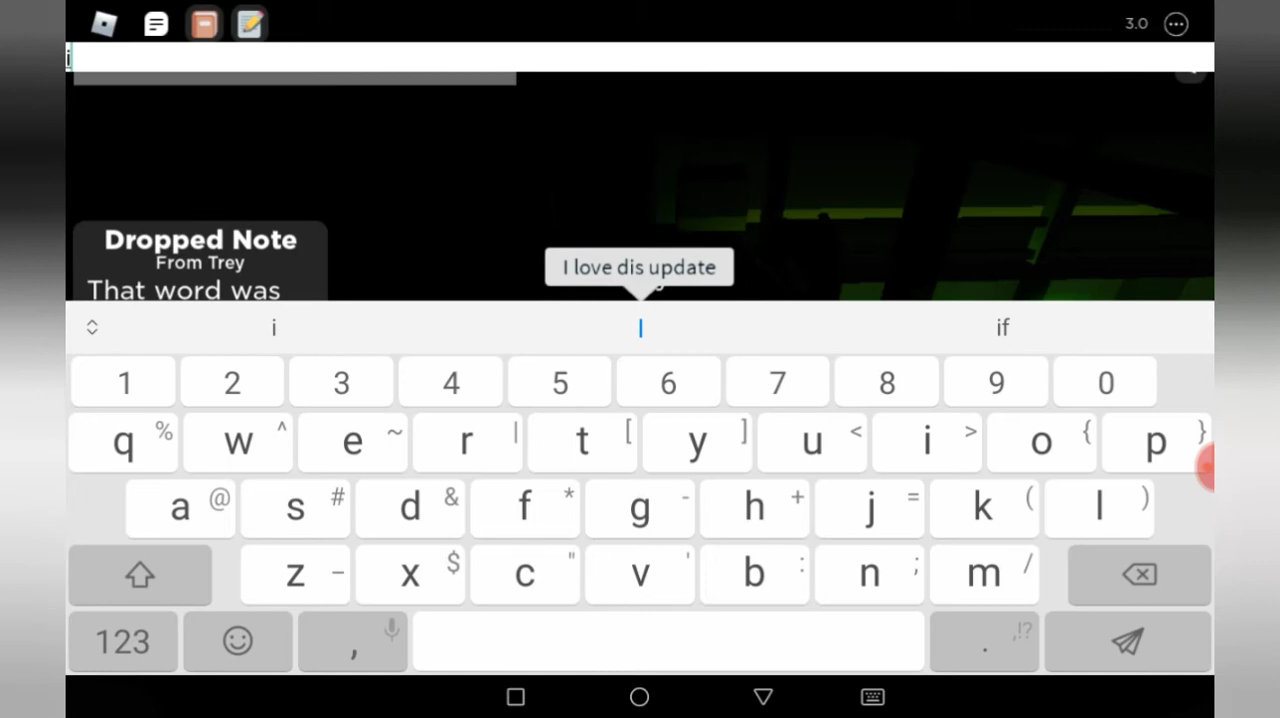 3.0
i
Dropped Note
From Trey
That word was
I love dis update
i I if
1 2 3 4 5 6 7 8 9 0
q % w ^ e ~ r | t [ y ] u < i > o { p }
a @ s # d & f * g - h + j = k ( l )
z _ x $ c " v ' b : n ; m /
123 , . ,!?